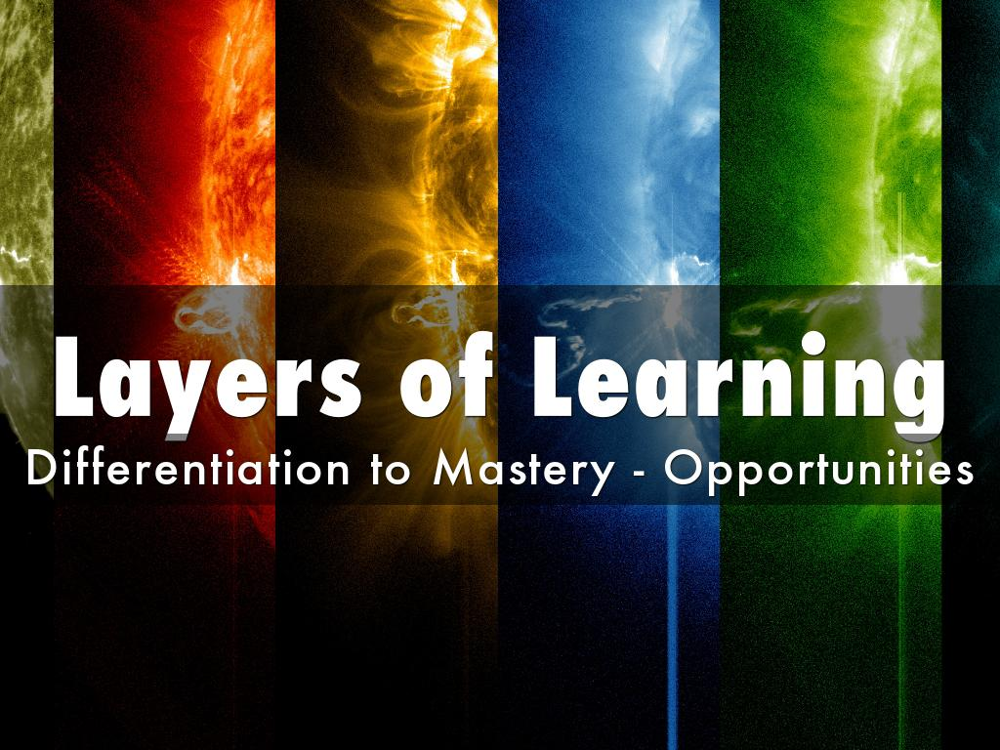 Layers of Learning
Differentiation to Mastery - Opportunities